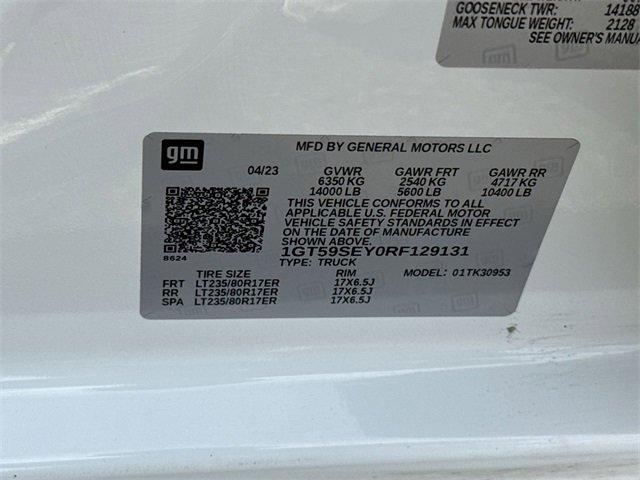 GOOSENECK TWR: 14188
MAX TONGUE WEIGHT: 2128
SEE OWNER'S MANUA
gm
MFD BY GENERAL MOTORS LLC
04/23 GVWR GAWR FRT GAWR RR
6350 KG 2540 KG 4717 KG
14000 LB 5600 LB 10400 LB
THIS VEHICLE CONFORMS TO ALL
APPLICABLE U.S. FEDERAL MOTOR
VEHICLE SAFETY STANDARDS IN EFFECT
ON THE DATE OF MANUFACTURE
SHOWN ABOVE.
8624
1GT59SEY0RF129131
TYPE: TRUCK MODEL: 01TK30953
TIRE SIZE RIM
FRT LT235/80R17ER 17X6.5J
RR LT235/80R17ER 17X6.5J
SPA LT235/80R17ER 17X6.5J